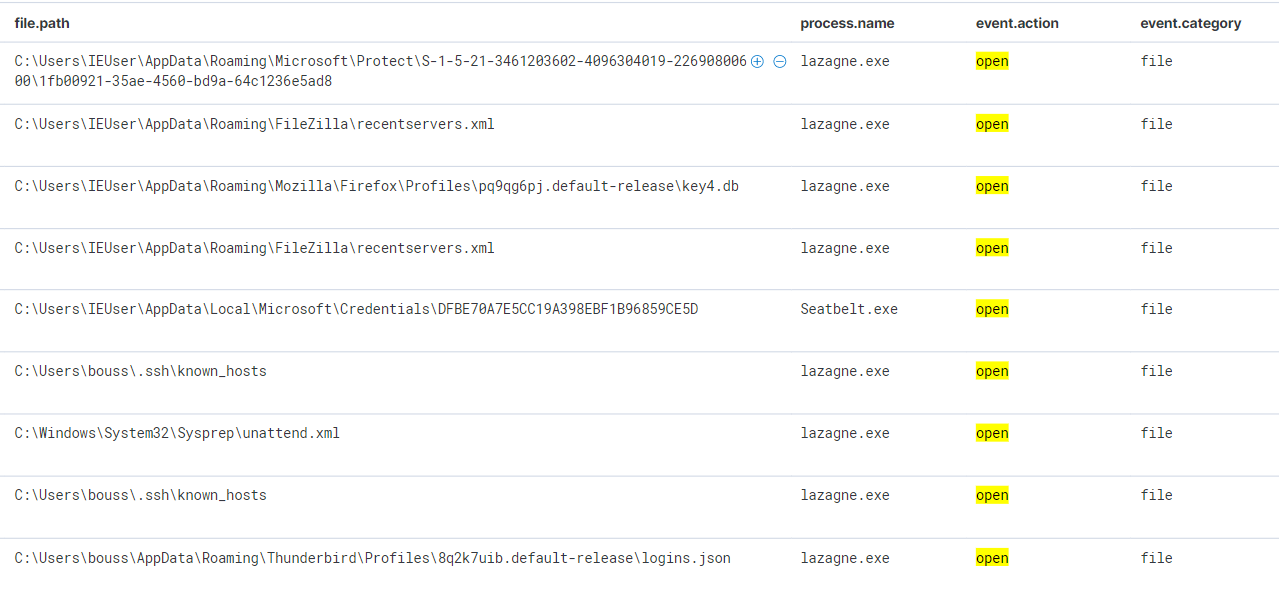 file.path process.name event.action event.category
C:\Users\IEUser\AppData\Roaming\Microsoft\Protect\S-1-5-21-3461203602-4096304019-226908006 lazagne.exe open file
00\1fb00921-35ae-4560-bd9a-64c1236e5ad8
C:\Users\IEUser\AppData\Roaming\FileZilla\recentservers.xml lazagne.exe open file
C:\Users\IEUser\AppData\Roaming\Mozilla\Firefox\Profiles\pq9qg6pj.default-release\key4.db lazagne.exe open file
C:\Users\IEUser\AppData\Roaming\FileZilla\recentservers.xml lazagne.exe open file
C:\Users\IEUser\AppData\Local\Microsoft\Credentials\DFBE70A7E5CC19A398EBF1B96859CE5D Seatbelt.exe open file
C:\Users\bouss\.ssh\known_hosts lazagne.exe open file
C:\Windows\System32\Sysprep\unattend.xml lazagne.exe open file
C:\Users\bouss\.ssh\known_hosts lazagne.exe open file
C:\Users\bouss\AppData\Roaming\Thunderbird\Profiles\8q2k7uib.default-release\logins.json lazagne.exe open file